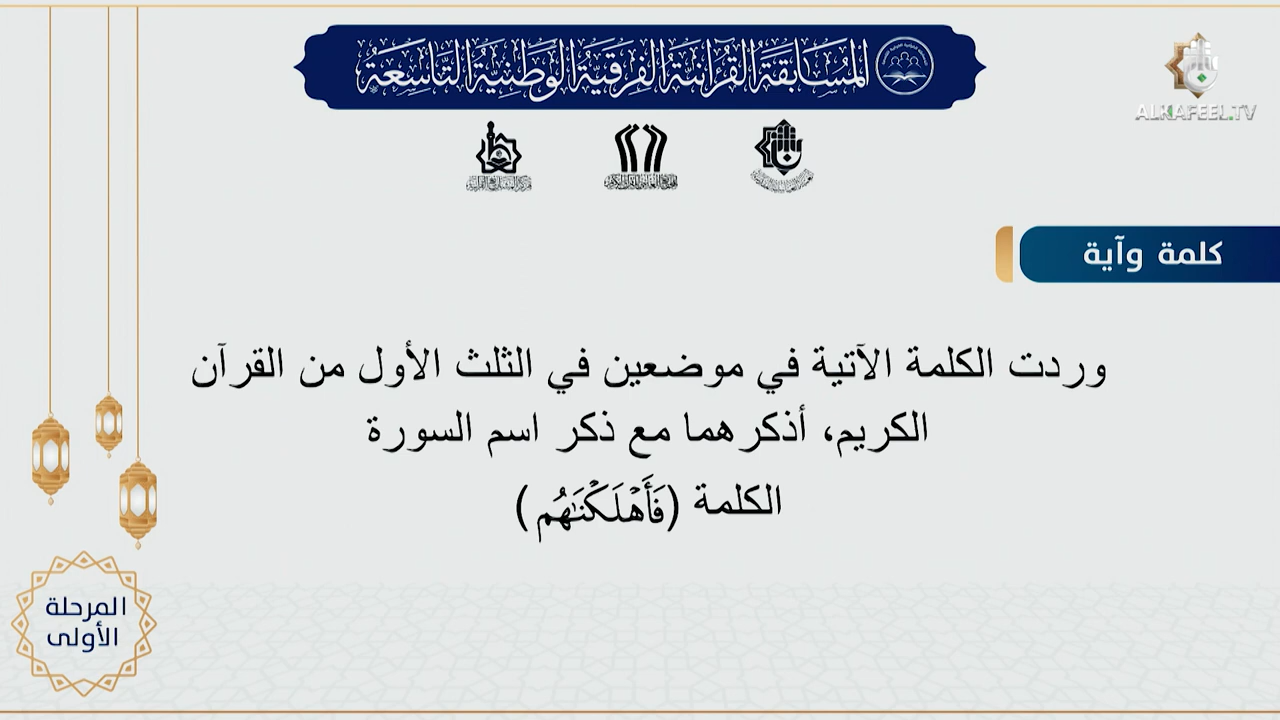 المسابقة القرآنية الفرقية الوطنية التاسعة
ALKAFEEL.TV
كلمة وآية
وردت الكلمة الآتية في موضعين في الثلث الأول من القرآن
الكريم، أذكرهما مع ذكر اسم السورة
الكلمة (فَأَهْلَكْنَٰهُم)
المرحلة
الأولى